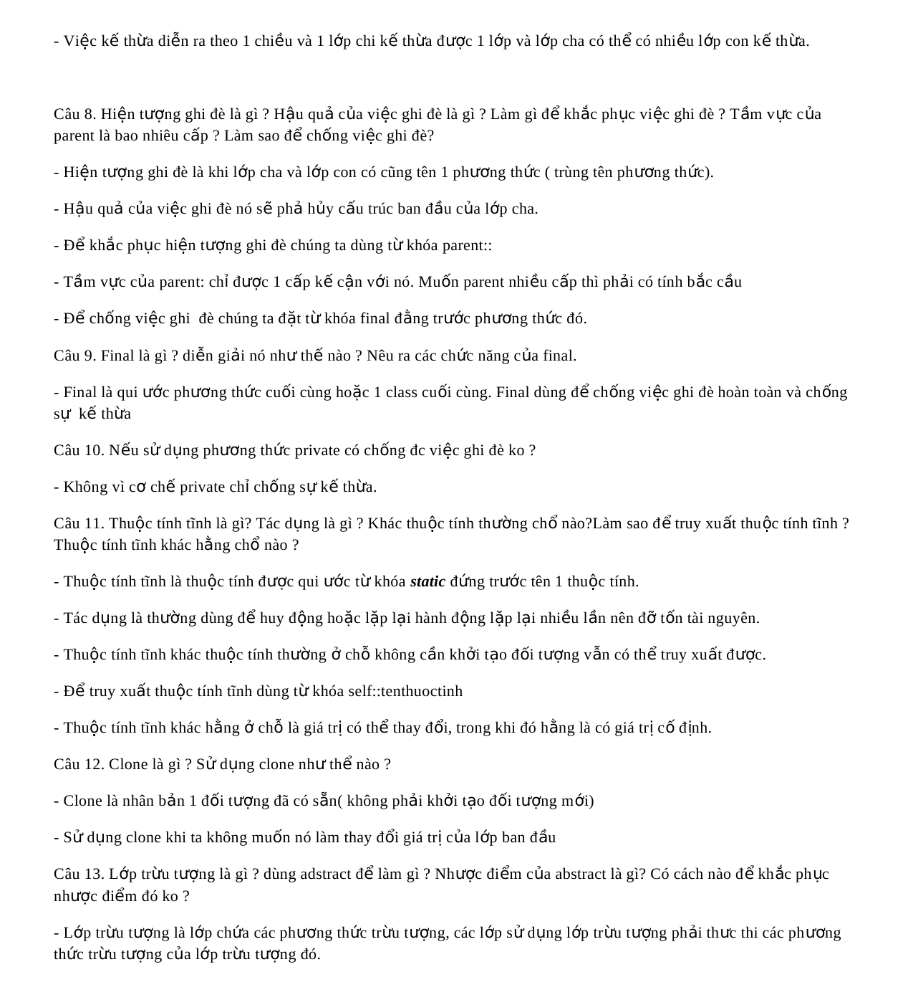 - Việc kế thừa diễn ra theo 1 chiều và 1 lớp chi kế thừa được 1 lớp và lớp cha có thể có nhiều lớp con kế thừa.
Câu 8. Hiện tượng ghi đè là gì ? Hậu quả của việc ghi đè là gì ? Làm gì để khắc phục việc ghi đè ? Tầm vực của
parent là bao nhiêu cấp ? Làm sao để chống việc ghi đè?
- Hiện tượng ghi đè là khi lớp cha và lớp con có cũng tên 1 phương thức ( trùng tên phương thức).
- Hậu quả của việc ghi đè nó sẽ phả hủy cấu trúc ban đầu của lớp cha.
- Để khắc phục hiện tượng ghi đè chúng ta dùng từ khóa parent::
- Tầm vực của parent: chỉ được 1 cấp kế cận với nó. Muốn parent nhiều cấp thì phải có tính bắc cầu
- Để chống việc ghi  đè chúng ta đặt từ khóa final đằng trước phương thức đó.
Câu 9. Final là gì ? diễn giải nó như thế nào ? Nêu ra các chức năng của final.
- Final là qui ước phương thức cuối cùng hoặc 1 class cuối cùng. Final dùng để chống việc ghi đè hoàn toàn và chống
sự  kế thừa
Câu 10. Nếu sử dụng phương thức private có chống đc việc ghi đè ko ?
- Không vì cơ chế private chỉ chống sự kế thừa.
Câu 11. Thuộc tính tĩnh là gì? Tác dụng là gì ? Khác thuộc tính thường chổ nào?Làm sao để truy xuất thuộc tính tĩnh ?
Thuộc tính tĩnh khác hằng chổ nào ?
- Thuộc tính tĩnh là thuộc tính được qui ước từ khóa static đứng trước tên 1 thuộc tính.
- Tác dụng là thường dùng để huy động hoặc lặp lại hành động lặp lại nhiều lần nên đỡ tốn tài nguyên.
- Thuộc tính tĩnh khác thuộc tính thường ở chỗ không cần khởi tạo đối tượng vẫn có thể truy xuất được.
- Để truy xuất thuộc tính tĩnh dùng từ khóa self::tenthuoctinh
- Thuộc tính tĩnh khác hằng ở chỗ là giá trị có thể thay đổi, trong khi đó hằng là có giá trị cố định.
Câu 12. Clone là gì ? Sử dụng clone như thể nào ?
- Clone là nhân bản 1 đối tượng đã có sẵn( không phải khởi tạo đối tượng mới)
- Sử dụng clone khi ta không muốn nó làm thay đổi giá trị của lớp ban đầu
Câu 13. Lớp trừu tượng là gì ? dùng adstract để làm gì ? Nhược điểm của abstract là gì? Có cách nào để khắc phục
nhược điểm đó ko ?
- Lớp trừu tượng là lớp chứa các phương thức trừu tượng, các lớp sử dụng lớp trừu tượng phải thưc thi các phương
thức trừu tượng của lớp trừu tượng đó.